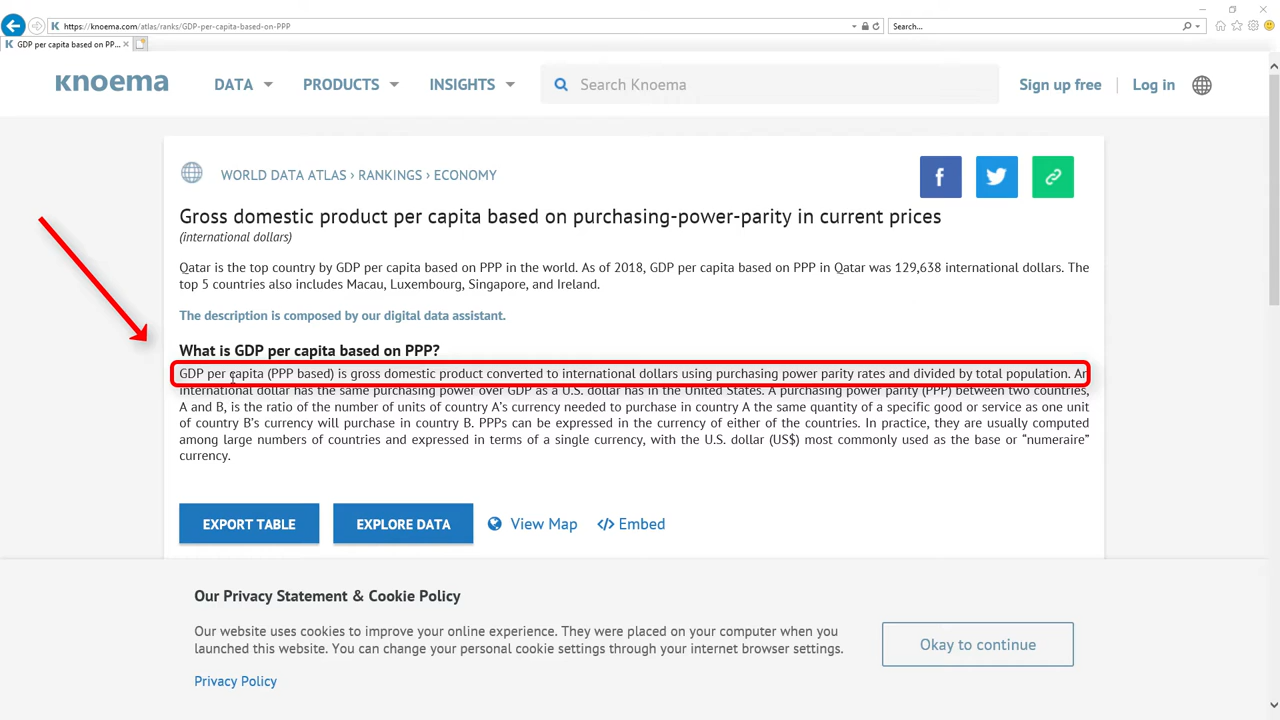 https://knoema.com/atlas/ranks/GDP-per-capita-based-on-PPP
Search...
GDP per capita based on PP...
knoema
DATA
PRODUCTS
INSIGHTS
Search Knoema
Sign up free
Log in
WORLD DATA ATLAS › RANKINGS › ECONOMY
Gross domestic product per capita based on purchasing-power-parity in current prices
(international dollars)
Qatar is the top country by GDP per capita based on PPP in the world. As of 2018, GDP per capita based on PPP in Qatar was 129,638 international dollars. The
top 5 countries also includes Macau, Luxembourg, Singapore, and Ireland.
The description is composed by our digital data assistant.
What is GDP per capita based on PPP?
GDP per capita (PPP based) is gross domestic product converted to international dollars using purchasing power parity rates and divided by total population. An
international dollar has the same purchasing power over GDP as a U.S. dollar has in the United States. A purchasing power parity (PPP) between two countries,
A and B, is the ratio of the number of units of country A’s currency needed to purchase in country A the same quantity of a specific good or service as one unit
of country B’s currency will purchase in country B. PPPs can be expressed in the currency of either of the countries. In practice, they are usually computed
among large numbers of countries and expressed in terms of a single currency, with the U.S. dollar (US$) most commonly used as the base or “numeraire”
currency.
EXPORT TABLE
EXPLORE DATA
View Map
Embed
Our Privacy Statement & Cookie Policy
Our website uses cookies to improve your online experience. They were placed on your computer when you
launched this website. You can change your personal cookie settings through your internet browser settings.
Okay to continue
Privacy Policy